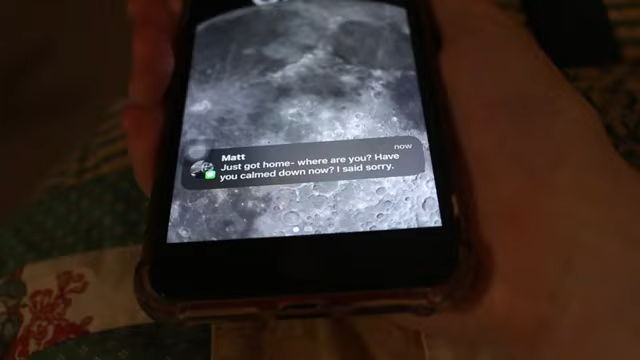 Matt
now
Just got home- where are you? Have
you calmed down now? I said sorry.